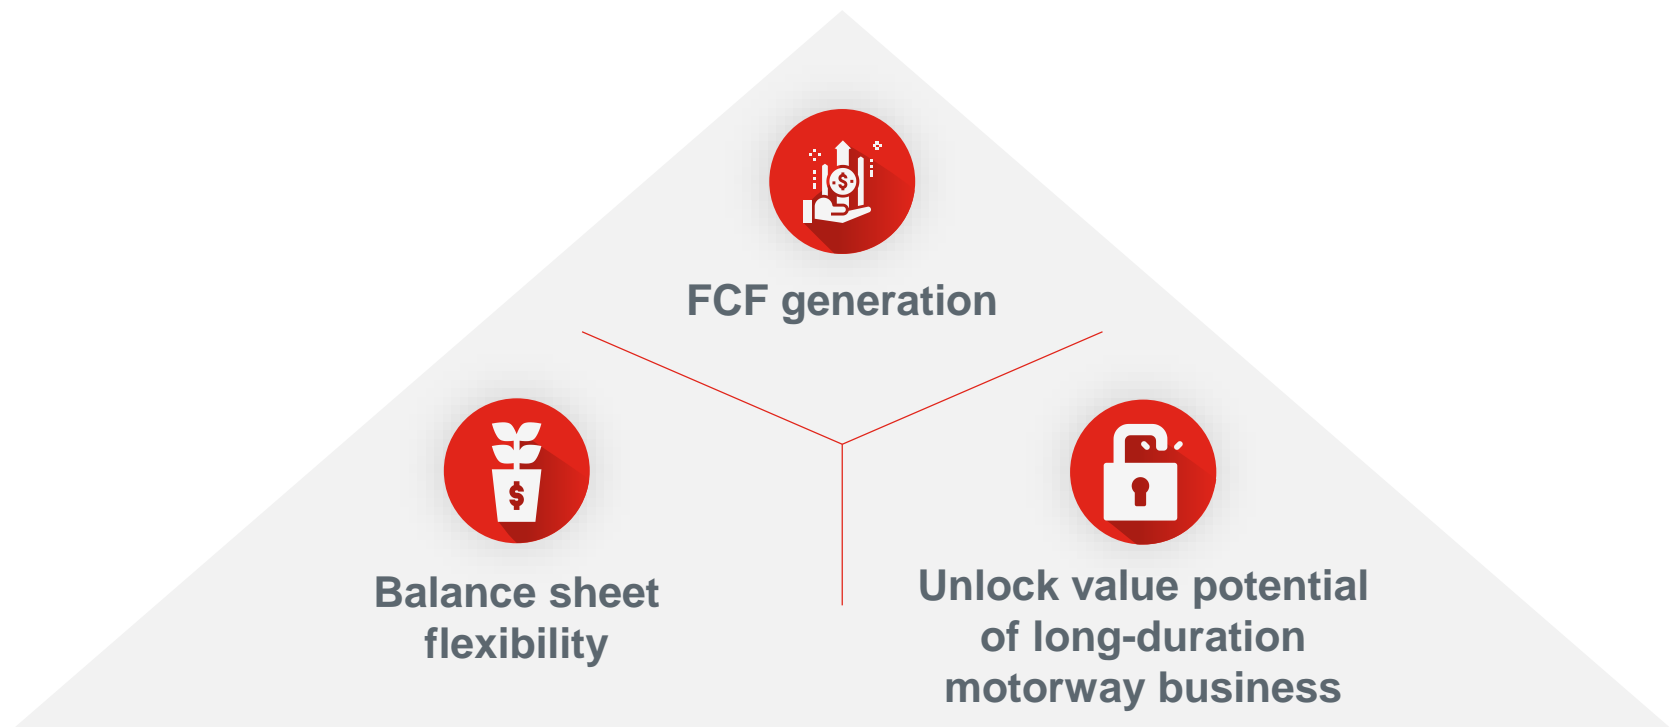 FCF generation
Balance sheet
flexibility
Unlock value potential
of long-duration
motorway business